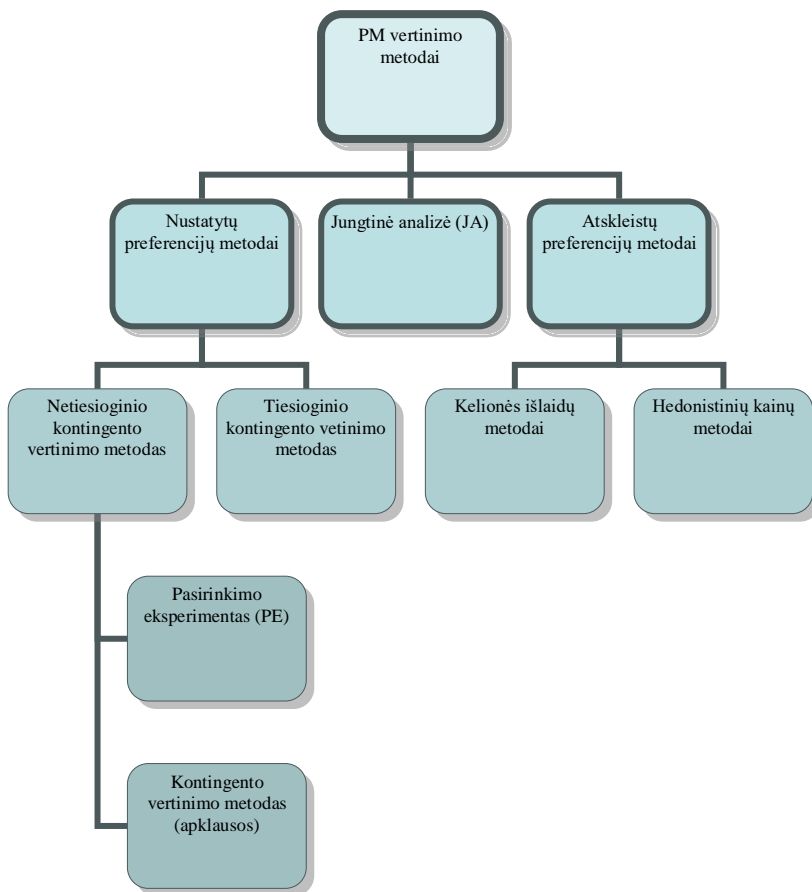 PM vertinimo
metodai
Nustatytų
preferencijų metodai
Jungtinė analizė (JA)
Atskleistų
preferencijų metodai
Netiesioginio
kontingento
vertinimo metodas
Tiesioginio
kontingento vetinimo
metodas
Kelionės išlaidų
metodai
Hedonistinių kainų
metodai
Pasirinkimo
eksperimentas (PE)
Kontingento
vertinimo metodas
(apklausos)